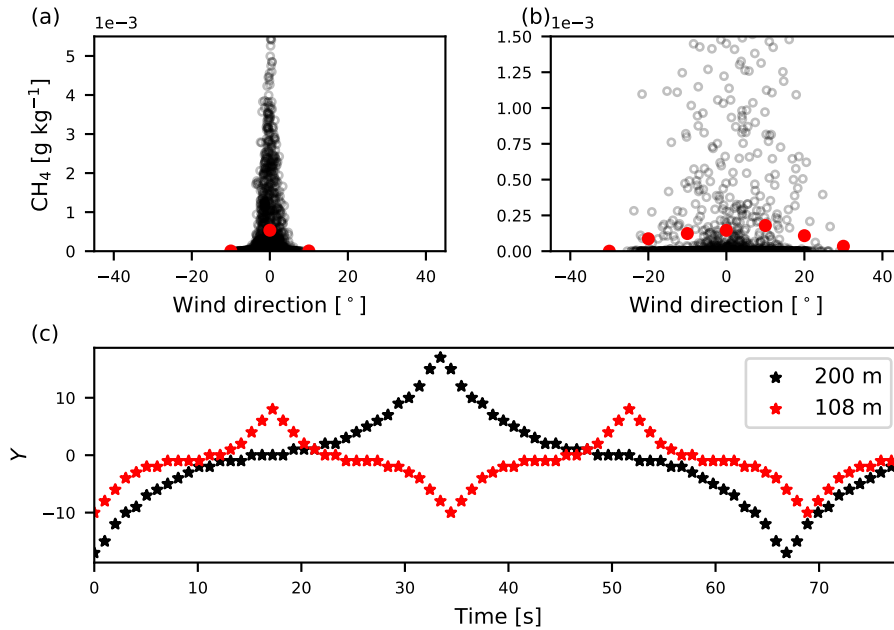 (a)
(b)
1e−3
1e−3
CH₄ [g kg⁻¹]
5
4
3
2
1
0
−40
−20
0
20
40
Wind direction [°]
1.50
1.25
1.00
0.75
0.50
0.25
0.00
−40
−20
0
20
40
Wind direction [°]
(c)
Y
10
0
−10
200 m
108 m
0
10
20
30
40
50
60
70
Time [s]